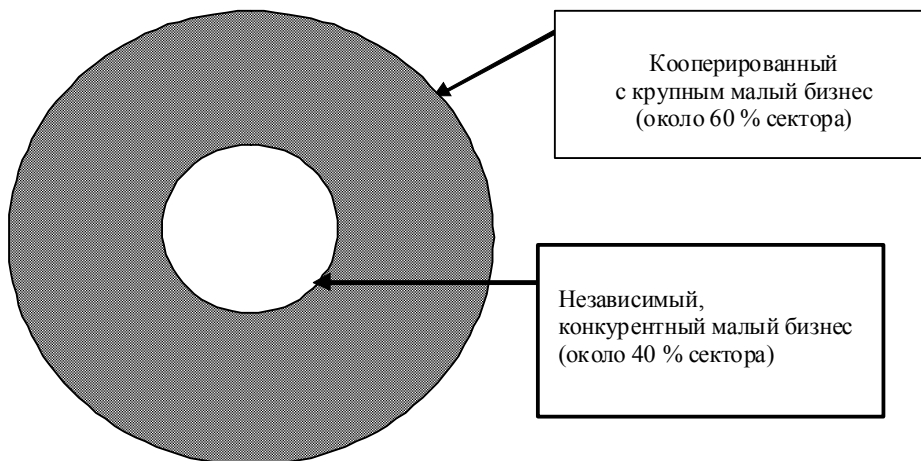 Кооперированный
с крупным малый бизнес
(около 60 % сектора)
Независимый,
конкурентный малый бизнес
(около 40 % сектора)